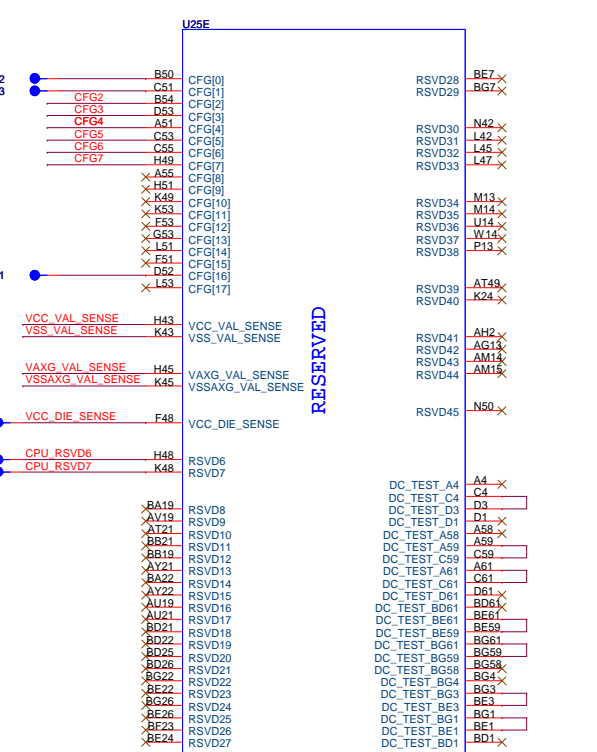 U25E
2 B50 CFG[0] RSVD28 BE7
3 C51 CFG[1] RSVD29 BG7
CFG2 B54 CFG[2]
CFG3 D53 CFG[3]
CFG4 A51 CFG[4] RSVD30 N42
CFG5 C53 CFG[5] RSVD31 L42
CFG6 C55 CFG[6] RSVD32 L45
CFG7 H49 CFG[7] RSVD33 L47
A55 CFG[8]
H51 CFG[9]
K49 CFG[10] RSVD34 M13
K53 CFG[11] RSVD35 M14
F53 CFG[12] RSVD36 U14
G53 CFG[13] RSVD37 W14
L51 CFG[14] RSVD38 P13
F51 CFG[15]
1 D52 CFG[16] RSVD39 AT49
L53 CFG[17] RSVD40 K24
VCC_VAL_SENSE H43 VCC_VAL_SENSE
VSS_VAL_SENSE K43 VSS_VAL_SENSE RSVD41 AH2
RSVD42 AG13
VAXG_VAL_SENSE H45 VAXG_VAL_SENSE RSVD43 AM14
VSSAXG_VAL_SENSE K45 VSSAXG_VAL_SENSE RSVD44 AM15
RESERVED
VCC_DIE_SENSE F48 VCC_DIE_SENSE RSVD45 N50
CPU_RSVD6 H48 RSVD6
CPU_RSVD7 K48 RSVD7
DC_TEST_A4 A4
DC_TEST_C4 C4
BA19 RSVD8 DC_TEST_D3 D3
AV19 RSVD9 DC_TEST_D1 D1
AT21 RSVD10 DC_TEST_A58 A58
BB21 RSVD11 DC_TEST_A59 A59
BB19 RSVD12 DC_TEST_C59 C59
AY21 RSVD13 DC_TEST_A61 A61
BA22 RSVD14 DC_TEST_C61 C61
AY22 RSVD15 DC_TEST_D61 D61
AU19 RSVD16 DC_TEST_BD61 BD61
AU21 RSVD17 DC_TEST_BE61 BE61
BD21 RSVD18 DC_TEST_BE59 BE59
BD22 RSVD19 DC_TEST_BG61 BG61
BD25 RSVD20 DC_TEST_BG59 BG59
BD26 RSVD21 DC_TEST_BG58 BG58
BG22 RSVD22 DC_TEST_BG4 BG4
BE22 RSVD23 DC_TEST_BG3 BG3
BG26 RSVD24 DC_TEST_BE3 BE3
BE26 RSVD25 DC_TEST_BG1 BG1
BF23 RSVD26 DC_TEST_BE1 BE1
BE24 RSVD27 DC_TEST_BD1 BD1